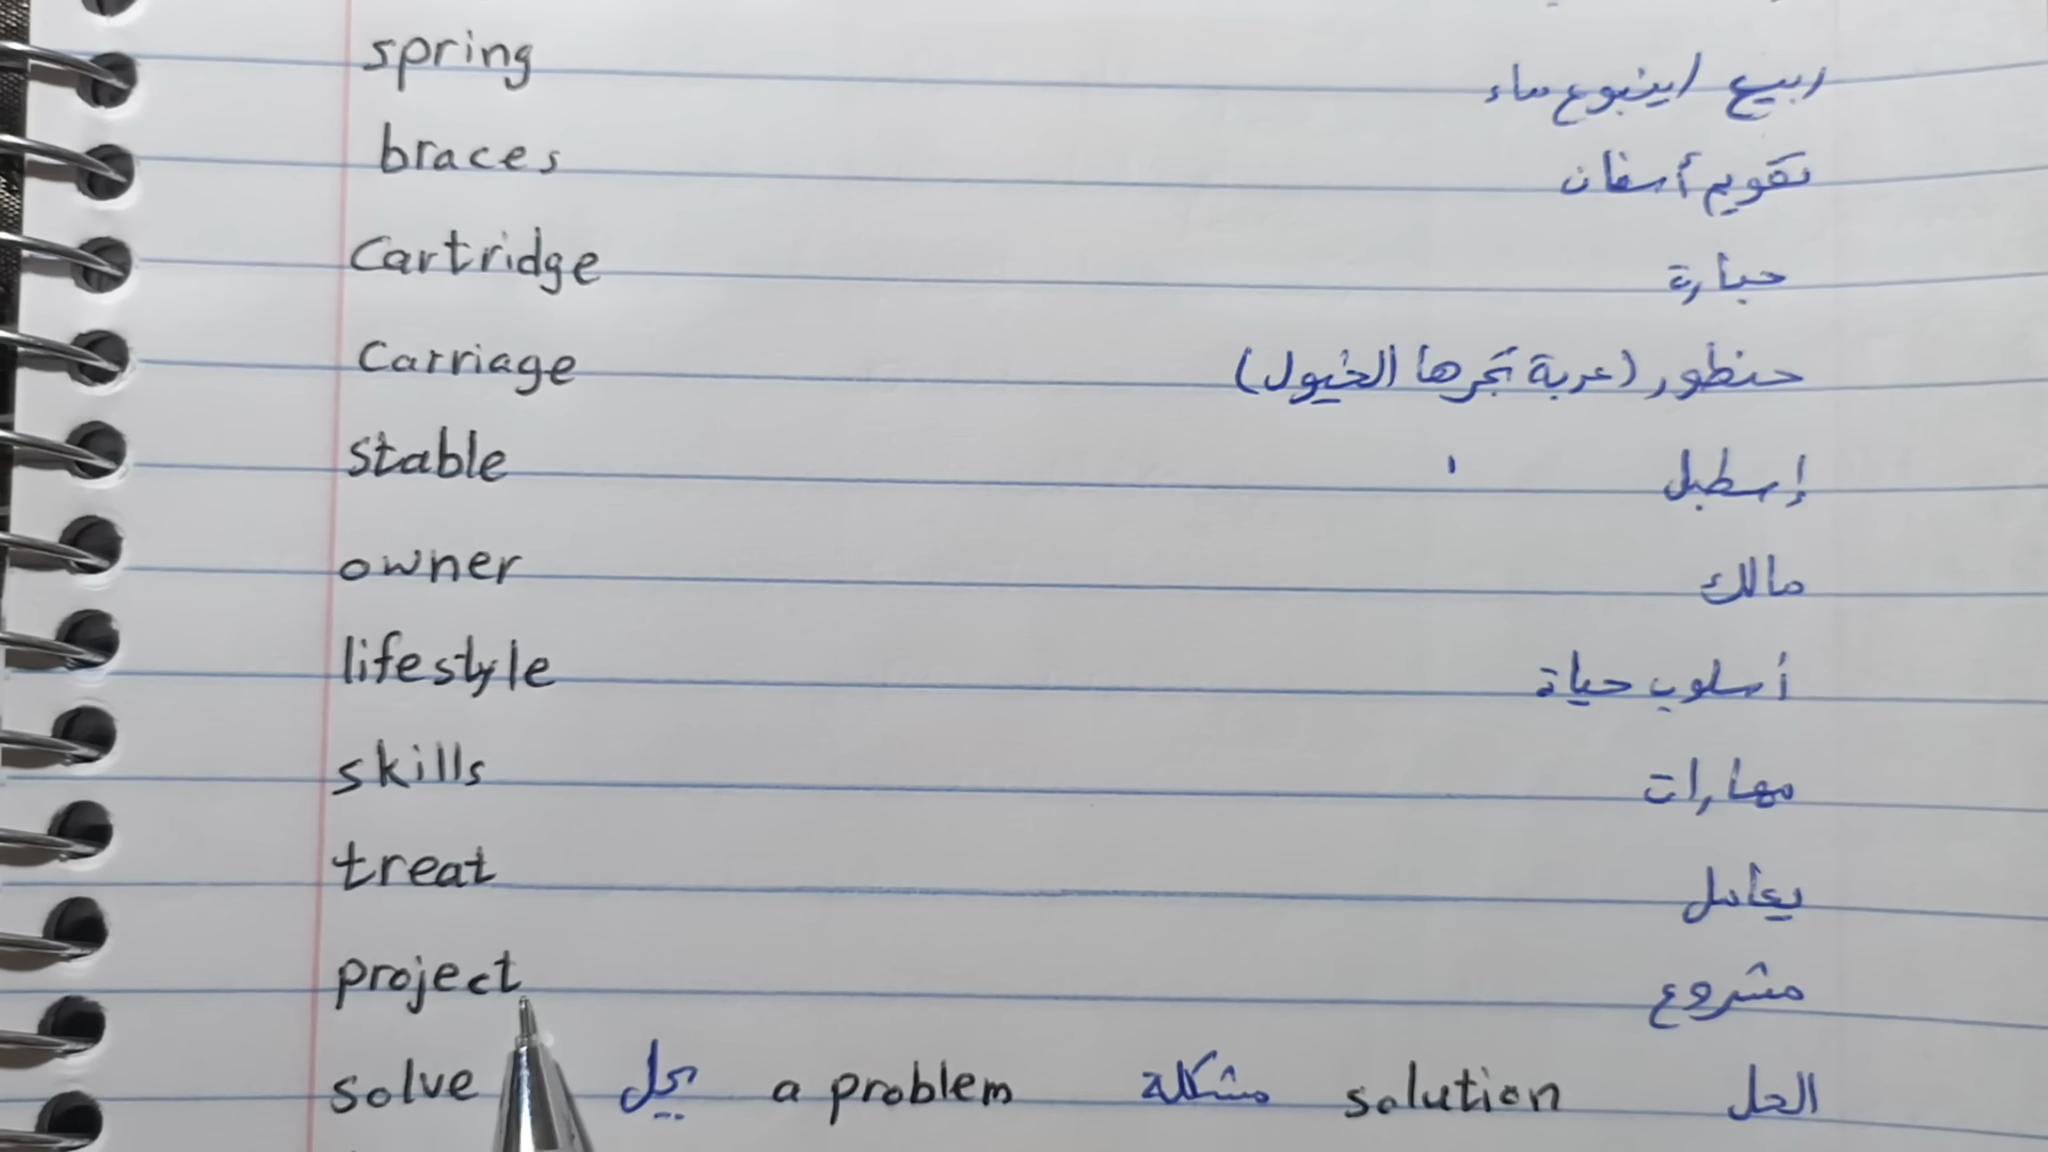 spring ربيع / ينبوع ماء
braces تقويم أسنان
Cartridge حبارة
Carriage حنطور (عربة تجرها الخيول)
stable إسطبل
owner مالك
lifestyle أسلوب حياة
skills مهارات
treat يعامل
project مشروع
solve يحل a problem مشكلة solution الحل